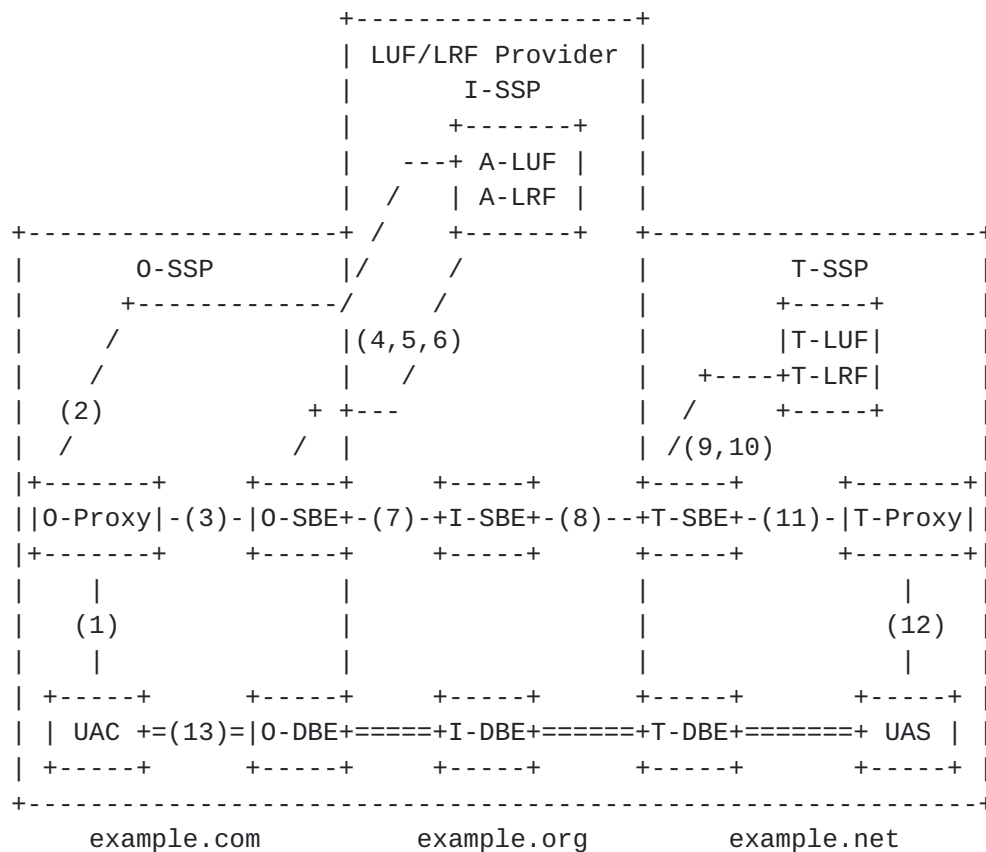 LUF/LRF Provider
I-SSP
A-LUF
A-LRF
O-SSP T-SSP
(4,5,6) T-LUF
T-LRF
(2)
(9,10)
O-Proxy (3) O-SBE (7) I-SBE (8) T-SBE (11) T-Proxy
(1) (12)
UAC (13) O-DBE I-DBE T-DBE UAS
example.com example.org example.net